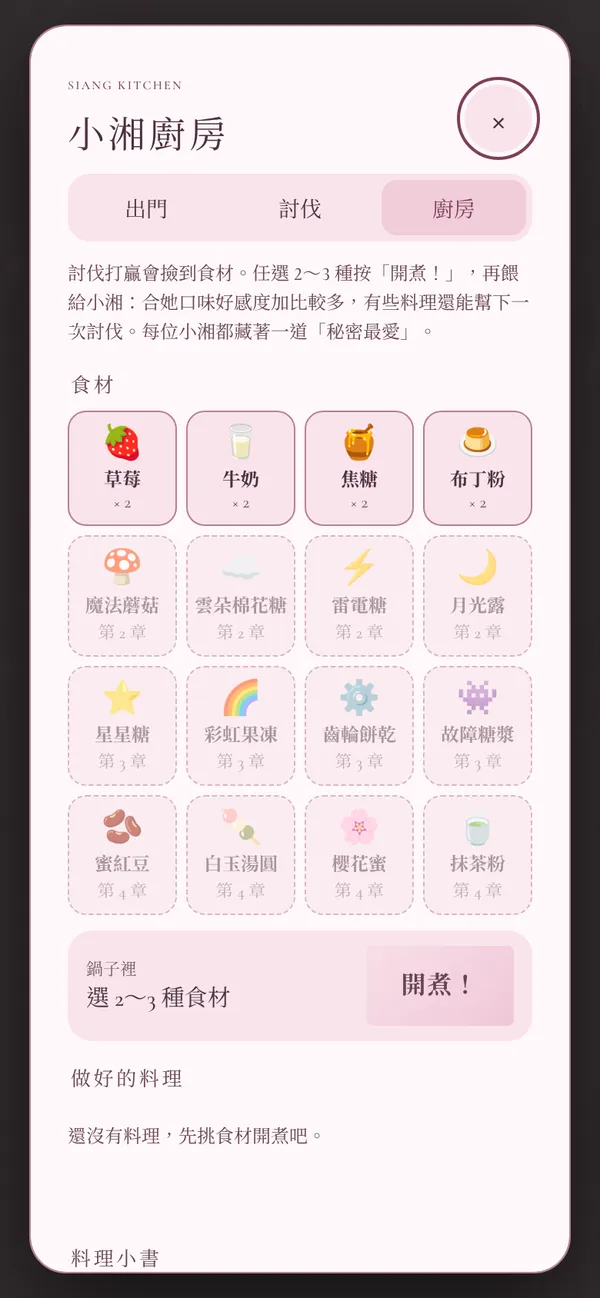 SIANG KITCHEN
小湘廚房
×
出門 討伐 廚房
討伐打贏會撿到食材。任選 2～3 種按「開煮！」，再餵
給小湘：合她口味好感度加比較多，有些料理還能幫下一
次討伐。每位小湘都藏著一道「秘密最愛」。
食材
草莓 牛奶 焦糖 布丁粉
×2 ×2 ×2 ×2
魔法蘑菇 雲朵棉花糖 雷電糖 月光露
第 2 章 第 2 章 第 2 章 第 2 章
星星糖 彩虹果凍 齒輪餅乾 故障糖漿
第 3 章 第 3 章 第 3 章 第 3 章
蜜紅豆 白玉湯圓 櫻花蜜 抹茶粉
第 4 章 第 4 章 第 4 章 第 4 章
鍋子裡
選 2～3 種食材
開煮！
做好的料理
還沒有料理，先挑食材開煮吧。
料理小書